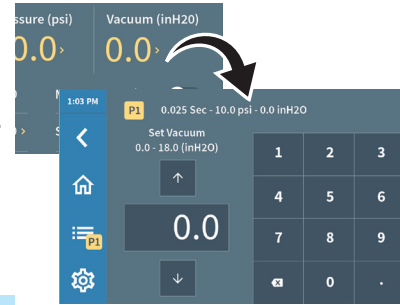 ssure (psi)
Vacuum (inH20)
0.0›
0.0›
1:03 PM
P1
0.025 Sec - 10.0 psi - 0.0 inH2O
Set Vacuum
0.0 - 18.0 (inH2O)
0.0
P1
1 2 3
4 5 6
7 8 9
0 .